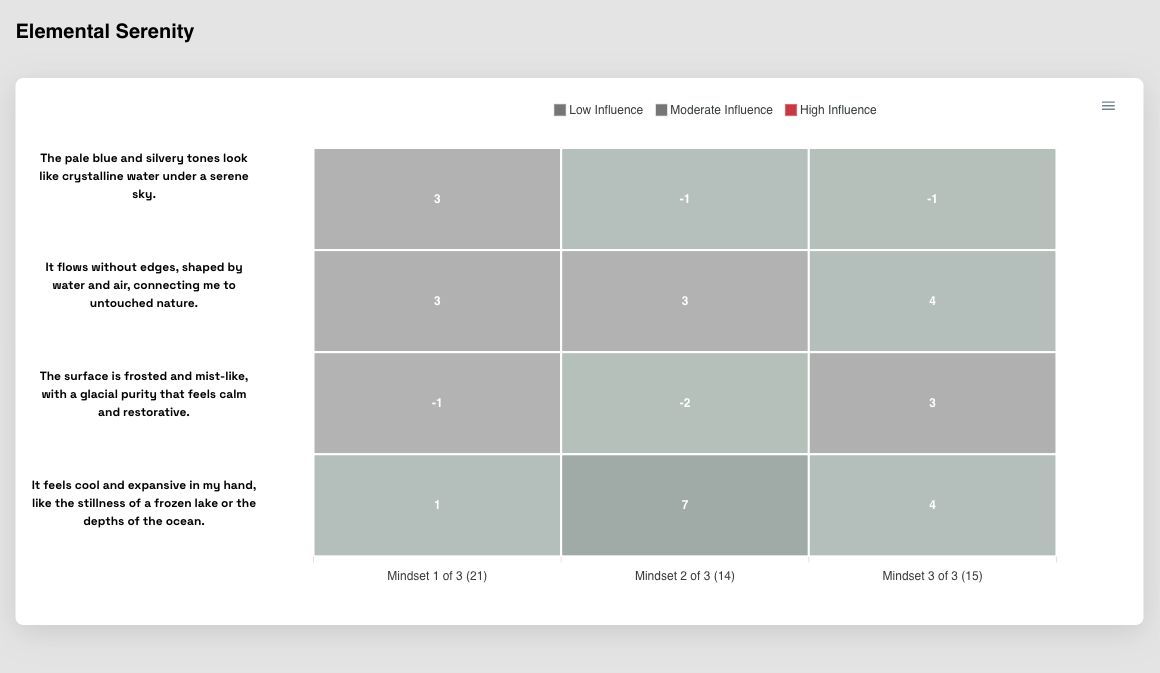 Elemental Serenity
Low Influence Moderate Influence High Influence
The pale blue and silvery tones look
like crystalline water under a serene
sky.
3 -1 -1
It flows without edges, shaped by
water and air, connecting me to
untouched nature.
3 3 4
The surface is frosted and mist-like,
with a glacial purity that feels calm
and restorative.
-1 -2 3
It feels cool and expansive in my hand,
like the stillness of a frozen lake or the
depths of the ocean.
1 7 4
Mindset 1 of 3 (21) Mindset 2 of 3 (14) Mindset 3 of 3 (15)